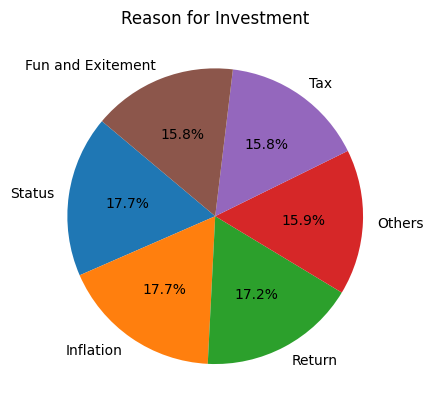 Reason for Investment
Fun and Exitement
Tax
15.8%
15.8%
Status
17.7%
15.9%
Others
17.7%
17.2%
Inflation
Return